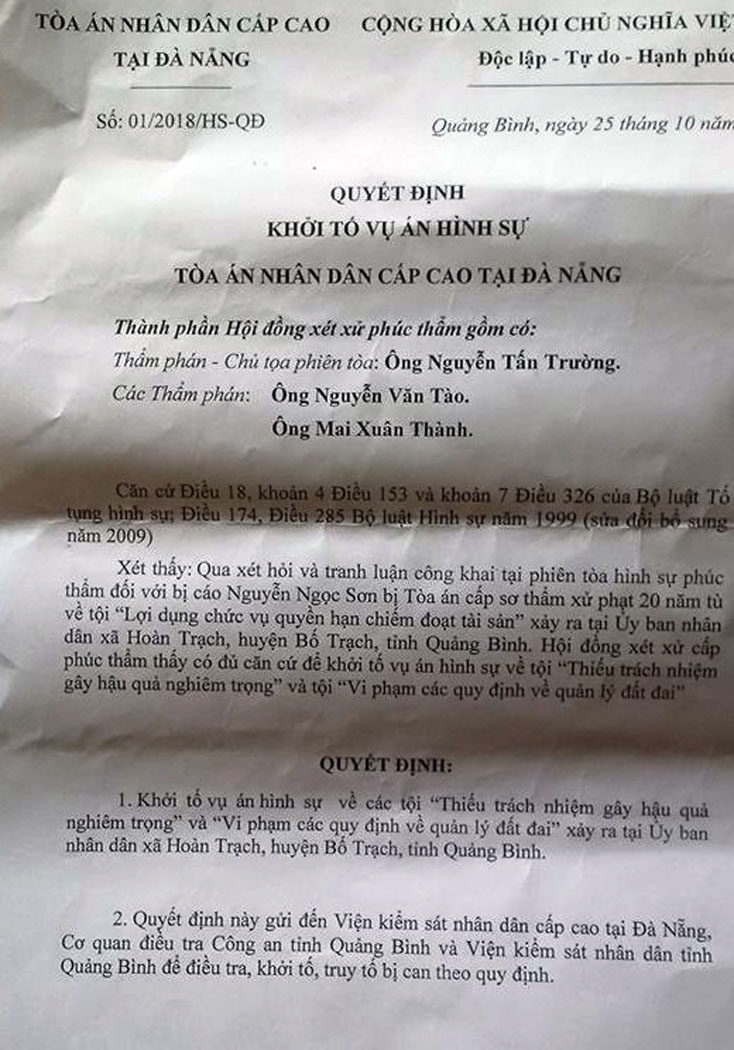 TÒA ÁN NHÂN DÂN CẤP CAO
TẠI ĐÀ NẴNG
CỘNG HÒA XÃ HỘI CHỦ NGHĨA VIỆT
Độc lập - Tự do - Hạnh phúc
Số: 01/2018/HS-QĐ
Quảng Bình, ngày 25 tháng 10 năm
QUYẾT ĐỊNH
KHỞI TỐ VỤ ÁN HÌNH SỰ
TÒA ÁN NHÂN DÂN CẤP CAO TẠI ĐÀ NẴNG
Thành phần Hội đồng xét xử phúc thẩm gồm có:
Thẩm phán - Chủ tọa phiên tòa: Ông Nguyễn Tấn Trường.
Các Thẩm phán: Ông Nguyễn Văn Tào.
Ông Mai Xuân Thành.
Căn cứ Điều 18, khoản 4 Điều 153 và khoản 7 Điều 326 của Bộ luật Tố
tụng hình sự; Điều 174, Điều 285 Bộ luật Hình sự năm 1999 (sửa đổi bổ sung
năm 2009)
Xét thấy: Qua xét hỏi và tranh luận công khai tại phiên tòa hình sự phúc
thẩm đối với bị cáo Nguyễn Ngọc Sơn bị Tòa án cấp sơ thẩm xử phạt 20 năm tù
về tội “Lợi dụng chức vụ quyền hạn chiếm đoạt tài sản” xảy ra tại Ủy ban nhân
dân xã Hoàn Trạch, huyện Bố Trạch, tỉnh Quảng Bình. Hội đồng xét xử cấp
phúc thẩm thấy có đủ căn cứ để khởi tố vụ án hình sự về tội “Thiếu trách nhiệm
gây hậu quả nghiêm trọng” và tội “Vi phạm các quy định về quản lý đất đai”
QUYẾT ĐỊNH:
1. Khởi tố vụ án hình sự về các tội “Thiếu trách nhiệm gây hậu quả
nghiêm trọng” và “Vi phạm các quy định về quản lý đất đai” xảy ra tại Ủy ban
nhân dân xã Hoàn Trạch, huyện Bố Trạch, tỉnh Quảng Bình.
2. Quyết định này gửi đến Viện kiểm sát nhân dân cấp cao tại Đà Nẵng,
Cơ quan điều tra Công an tỉnh Quảng Bình và Viện kiểm sát nhân dân tỉnh
Quảng Bình để điều tra, khởi tố, truy tố bị can theo quy định.